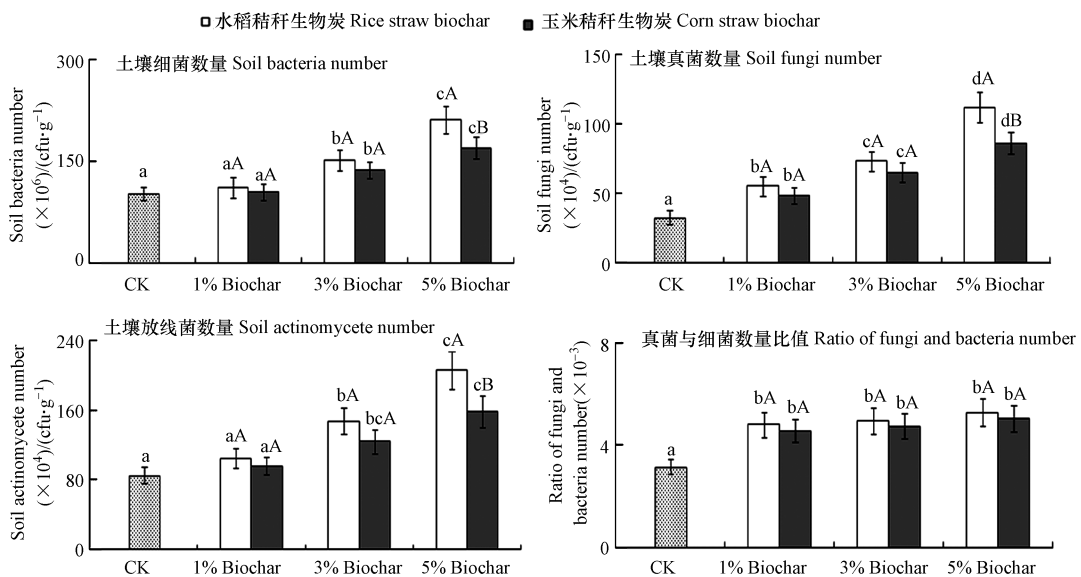 水稻秸秆生物炭 Rice straw biochar
玉米秸秆生物炭 Corn straw biochar
土壤细菌数量 Soil bacteria number
Soil bacteria number
(×10⁶)/(cfu·g⁻¹)
300
150
0
a
aA
aA
bA
bA
cA
cB
CK
1% Biochar
3% Biochar
5% Biochar
土壤真菌数量 Soil fungi number
Soil fungi number
(×10⁴)/(cfu·g⁻¹)
150
100
50
0
a
bA
bA
cA
cA
dA
dB
CK
1% Biochar
3% Biochar
5% Biochar
土壤放线菌数量 Soil actinomycete number
Soil actinomycete number
(×10⁴)/(cfu·g⁻¹)
240
160
80
0
a
aA
aA
bA
bcA
cA
cB
CK
1% Biochar
3% Biochar
5% Biochar
真菌与细菌数量比值 Ratio of fungi and bacteria number
Ratio of fungi and
bacteria number(×10⁻³)
8
4
0
a
bA
bA
bA
bA
bA
bA
CK
1% Biochar
3% Biochar
5% Biochar